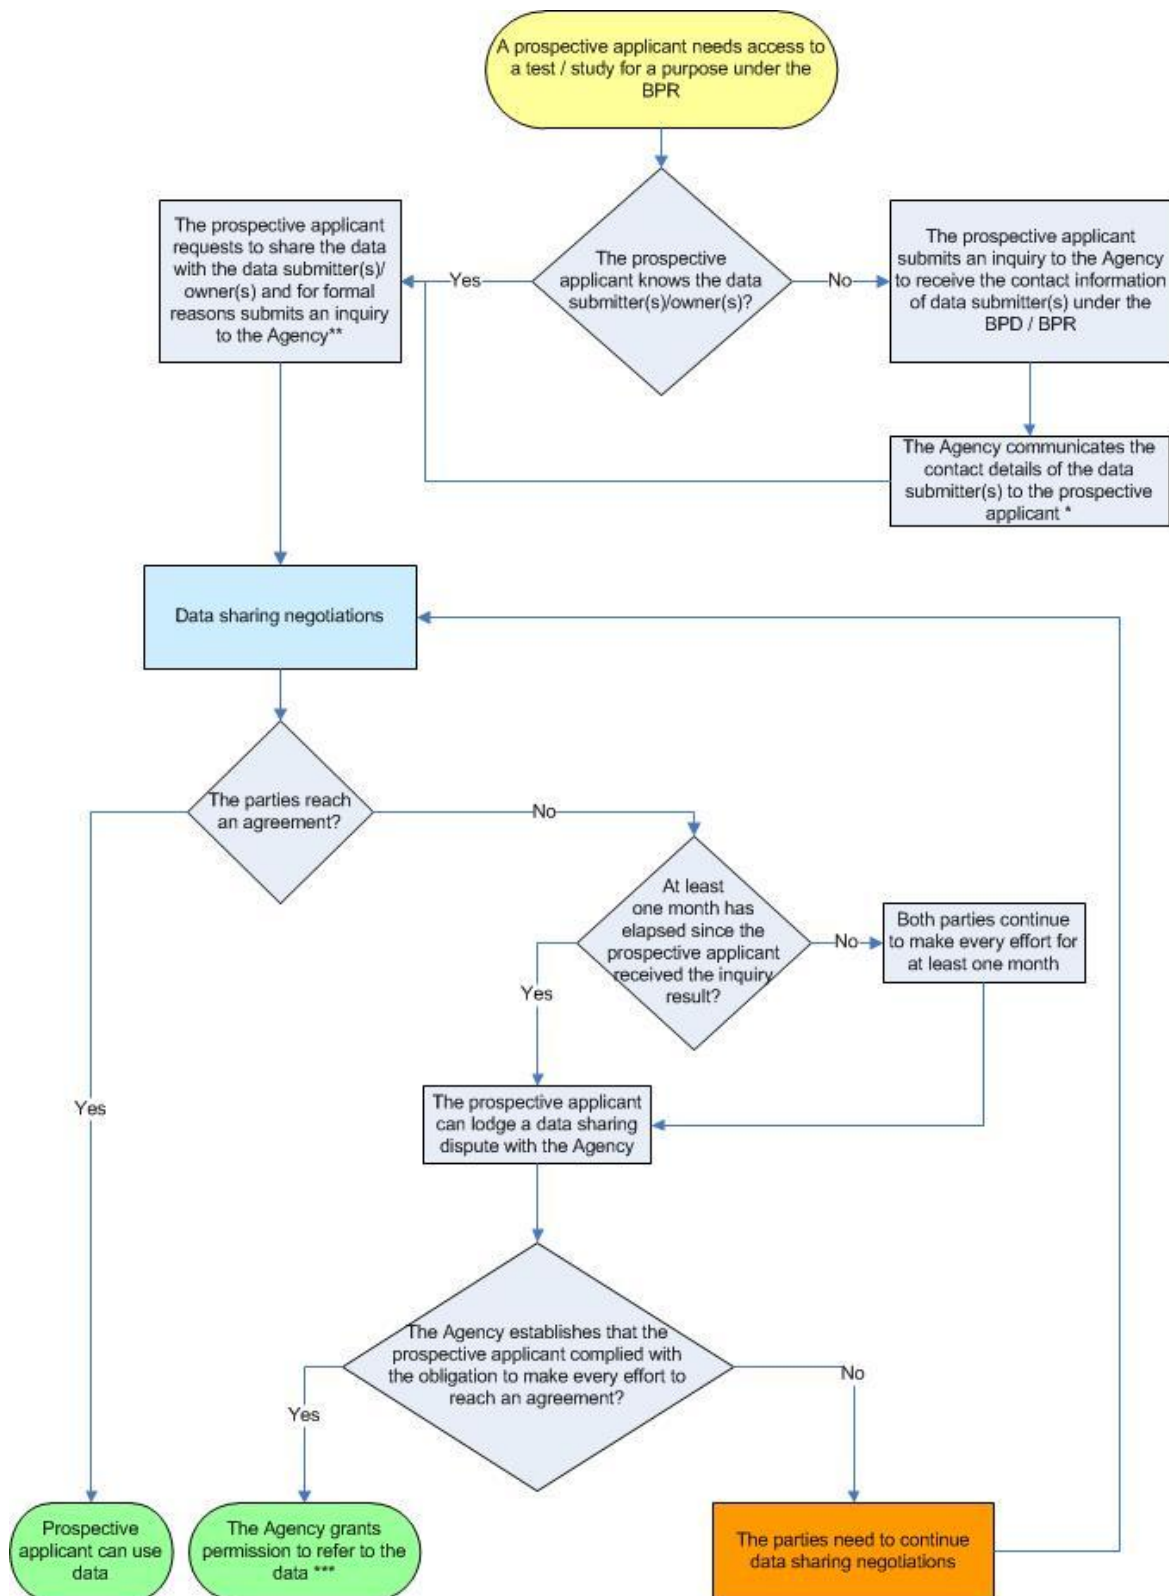 A prospective applicant needs access to
a test / study for a purpose under the
BPR
The prospective applicant
requests to share the data
with the data submitter(s)/
owner(s) and for formal
reasons submits an inquiry
to the Agency**
Yes
The prospective
applicant knows the data
submitter(s)/owner(s)?
No
The prospective applicant
submits an inquiry to the Agency
to receive the contact information
of data submitter(s) under the
BPD / BPR
The Agency communicates the
contact details of the data
submitter(s) to the prospective
applicant *
Data sharing negotiations
The parties reach
an agreement?
No
At least
one month has
elapsed since the
prospective applicant
received the inquiry
result?
No
Both parties continue
to make every effort for
at least one month
Yes
Yes
The prospective applicant
can lodge a data sharing
dispute with the Agency
The Agency establishes that the
prospective applicant complied with
the obligation to make every effort to
reach an agreement?
Yes
No
Prospective
applicant can use
data
The Agency grants
permission to refer to the
data ***
The parties need to continue
data sharing negotiations